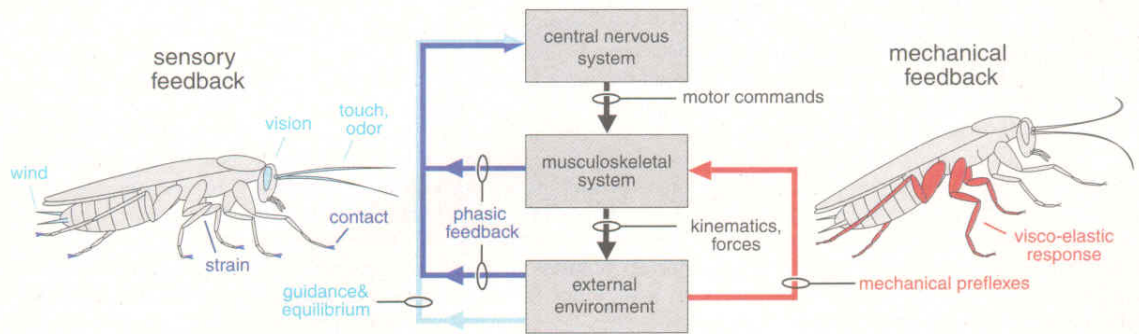 sensory
feedback
vision
touch,
odor
wind
contact
strain
guidance&
equilibrium
phasic
feedback
central nervous
system
motor commands
musculoskeletal
system
kinematics,
forces
external
environment
mechanical
feedback
visco-elastic
response
mechanical preflexes